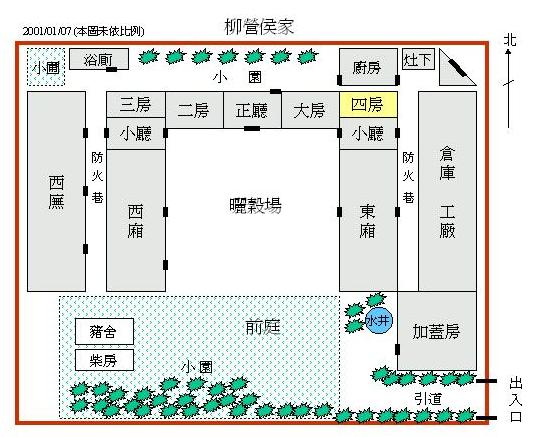 柳營侯家
2001/01/07(本圖未依比例)
北
小圃
浴廁
小園
廚房
灶下
三房
二房
正廳
大房
四房
小廳
小廳
西廡
防火巷
西廂
曬穀場
東廂
防火巷
倉庫 工廠
前庭
水井
豬舍
柴房
小園
加蓋房
引道
出入口